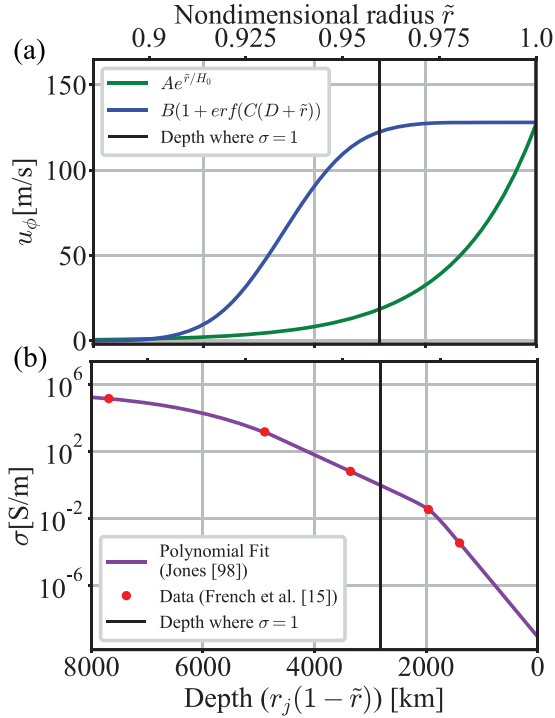 Nondimensional radius r̃
0.9 0.925 0.95 0.975 1.0
(a)
150
100
50
0
u_ϕ[m/s]
Ae^{r̃/H_0}
B(1 + erf(C(D + r̃))
Depth where σ = 1
(b)
10^6
10^2
10^{-2}
10^{-6}
σ[S/m]
Polynomial Fit
(Jones [98])
Data (French et al. [15])
Depth where σ = 1
8000 6000 4000 2000 0
Depth (r_j(1 − r̃)) [km]